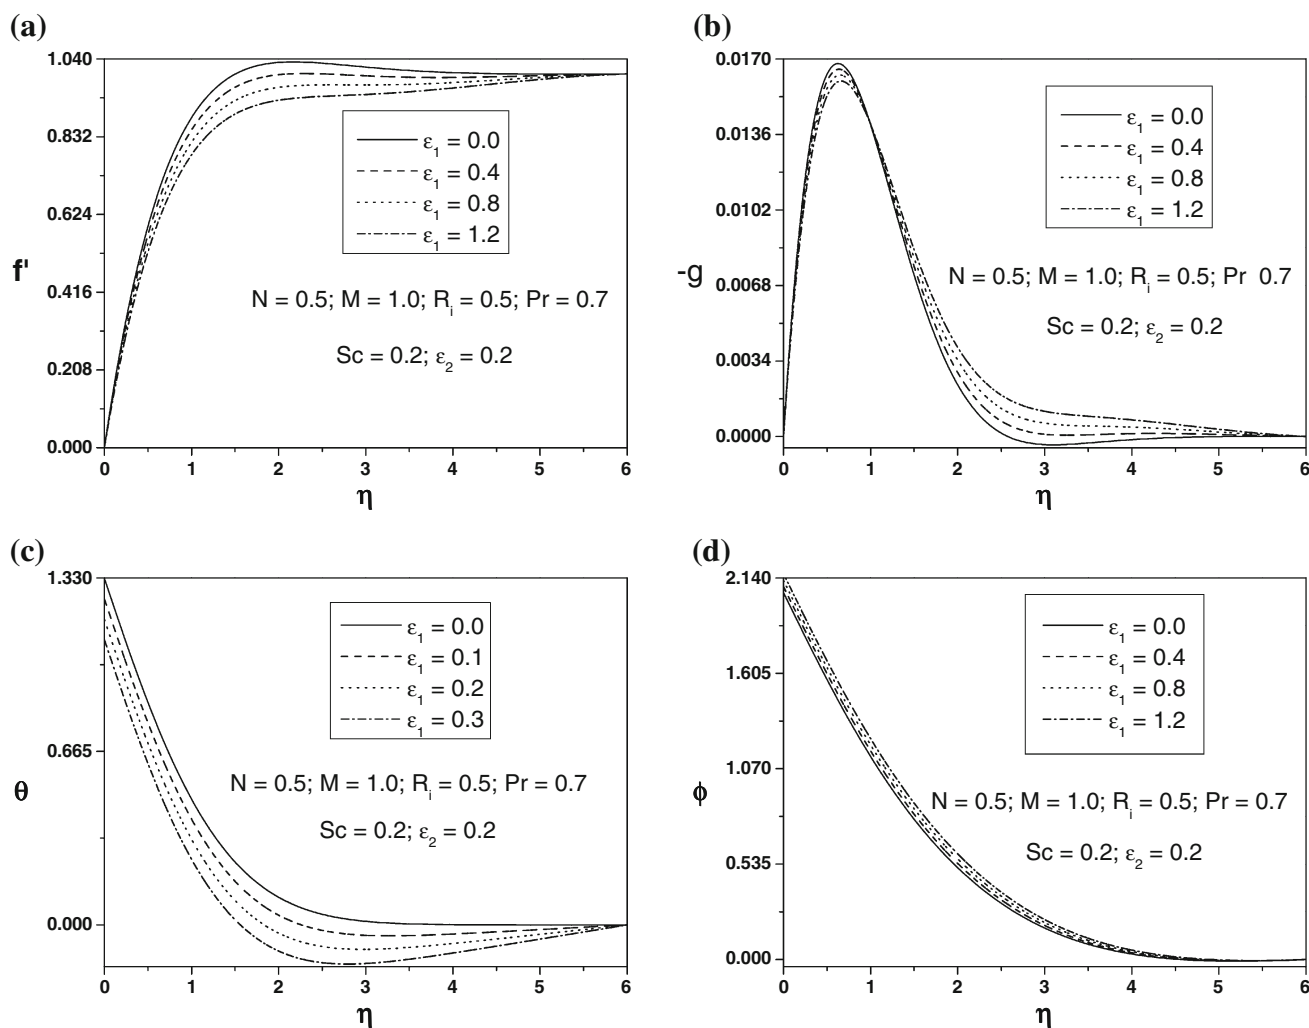 (a)
1.040
0.832
0.624
0.416
0.208
0.000
f'
ε₁ = 0.0
ε₁ = 0.4
ε₁ = 0.8
ε₁ = 1.2
N = 0.5; M = 1.0; Rᵢ = 0.5; Pr = 0.7
Sc = 0.2; ε₂ = 0.2
0 1 2 3 4 5 6
η
(b)
0.0170
0.0136
0.0102
0.0068
0.0034
0.0000
-g
ε₁ = 0.0
ε₁ = 0.4
ε₁ = 0.8
ε₁ = 1.2
N = 0.5; M = 1.0; Rᵢ = 0.5; Pr 0.7
Sc = 0.2; ε₂ = 0.2
0 1 2 3 4 5 6
η
(c)
1.330
0.665
0.000
θ
ε₁ = 0.0
ε₁ = 0.1
ε₁ = 0.2
ε₁ = 0.3
N = 0.5; M = 1.0; Rᵢ = 0.5; Pr = 0.7
Sc = 0.2; ε₂ = 0.2
0 1 2 3 4 5 6
η
(d)
2.140
1.605
1.070
0.535
0.000
ϕ
ε₁ = 0.0
ε₁ = 0.4
ε₁ = 0.8
ε₁ = 1.2
N = 0.5; M = 1.0; Rᵢ = 0.5; Pr = 0.7
Sc = 0.2; ε₂ = 0.2
0 1 2 3 4 5 6
η